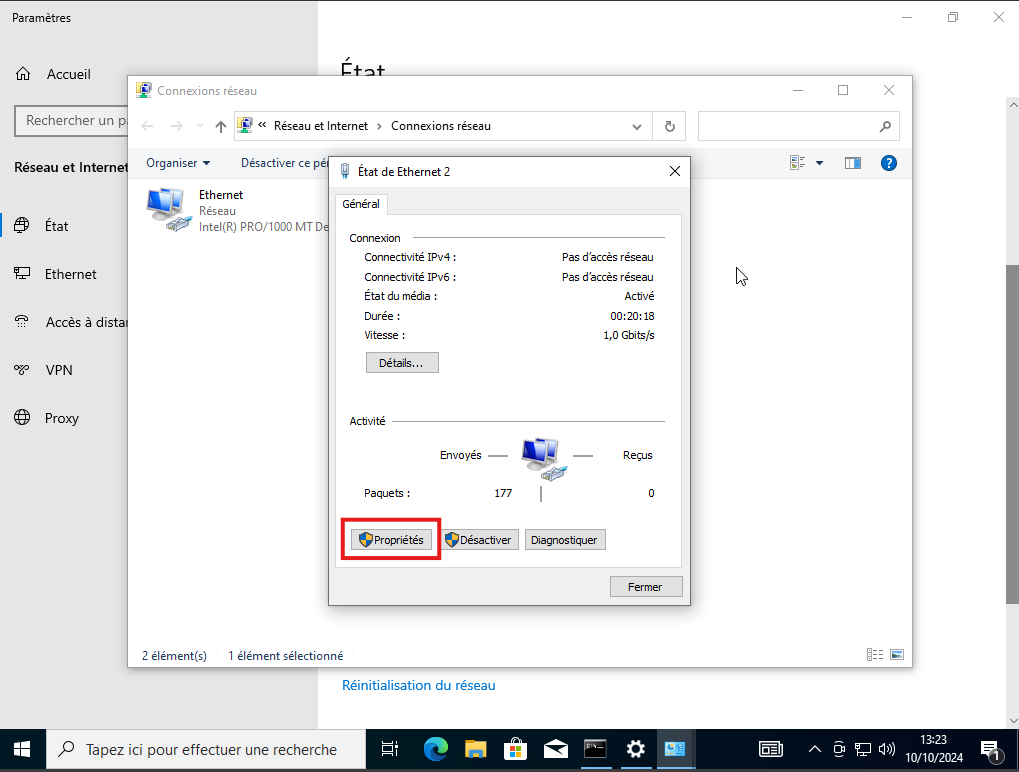 Paramètres
Accueil
État
Rechercher un pa
Réseau et Internet
État
Ethernet
Accès à distan
VPN
Proxy
Connexions réseau
« Réseau et Internet > Connexions réseau
Organiser
Désactiver ce pér
Ethernet
Réseau
Intel(R) PRO/1000 MT De
État de Ethernet 2
Général
Connexion
Connectivité IPv4 : Pas d'accès réseau
Connectivité IPv6 : Pas d'accès réseau
État du média : Activé
Durée : 00:20:18
Vitesse : 1,0 Gbits/s
Détails...
Activité
Envoyés — Reçus
Paquets : 177 | 0
Propriétés Désactiver Diagnostiquer
Fermer
2 élément(s) 1 élément sélectionné
Réinitialisation du réseau
Tapez ici pour effectuer une recherche
13:23
10/10/2024
1